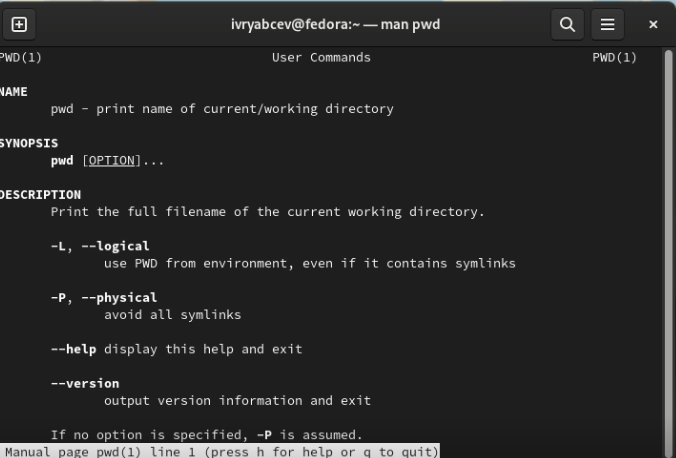 ivryabcev@fedora:~ — man pwd
PWD(1) User Commands PWD(1)
NAME
pwd - print name of current/working directory
SYNOPSIS
pwd [OPTION]...
DESCRIPTION
Print the full filename of the current working directory.
-L, --logical
use PWD from environment, even if it contains symlinks
-P, --physical
avoid all symlinks
--help display this help and exit
--version
output version information and exit
If no option is specified, -P is assumed.
Manual page pwd(1) line 1 (press h for help or q to quit)